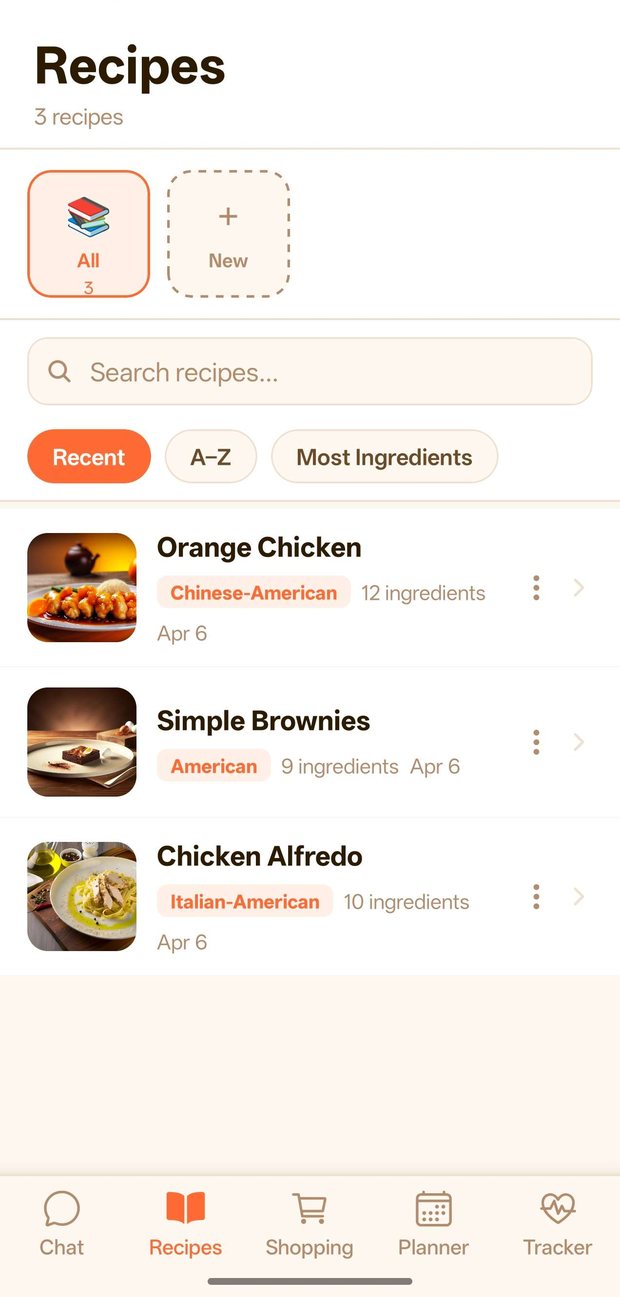 Recipes
3 recipes
All
3
+
New
Search recipes...
Recent
A–Z
Most Ingredients
Orange Chicken
Chinese-American 12 ingredients
Apr 6
Simple Brownies
American 9 ingredients Apr 6
Chicken Alfredo
Italian-American 10 ingredients
Apr 6
Chat Recipes Shopping Planner Tracker